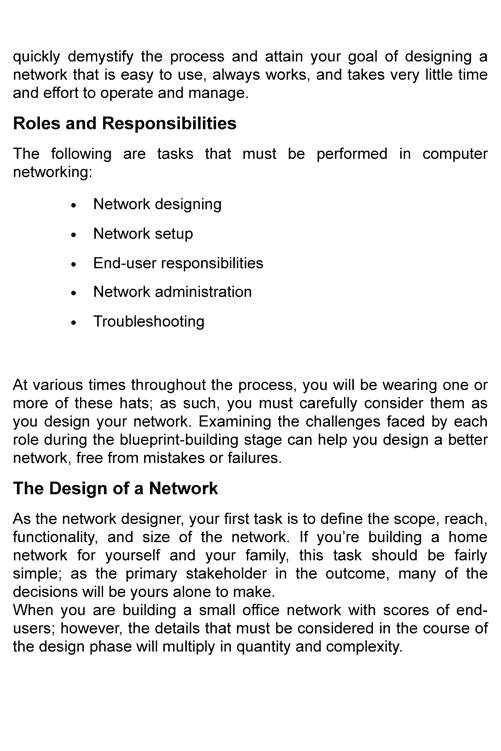 quickly demystify the process and attain your goal of designing a
network that is easy to use, always works, and takes very little time
and effort to operate and manage.
Roles and Responsibilities
The following are tasks that must be performed in computer
networking:
• Network designing
• Network setup
• End-user responsibilities
• Network administration
• Troubleshooting
At various times throughout the process, you will be wearing one or
more of these hats; as such, you must carefully consider them as
you design your network. Examining the challenges faced by each
role during the blueprint-building stage can help you design a better
network, free from mistakes or failures.
The Design of a Network
As the network designer, your first task is to define the scope, reach,
functionality, and size of the network. If you’re building a home
network for yourself and your family, this task should be fairly
simple; as the primary stakeholder in the outcome, many of the
decisions will be yours alone to make.
When you are building a small office network with scores of end-
users; however, the details that must be considered in the course of
the design phase will multiply in quantity and complexity.